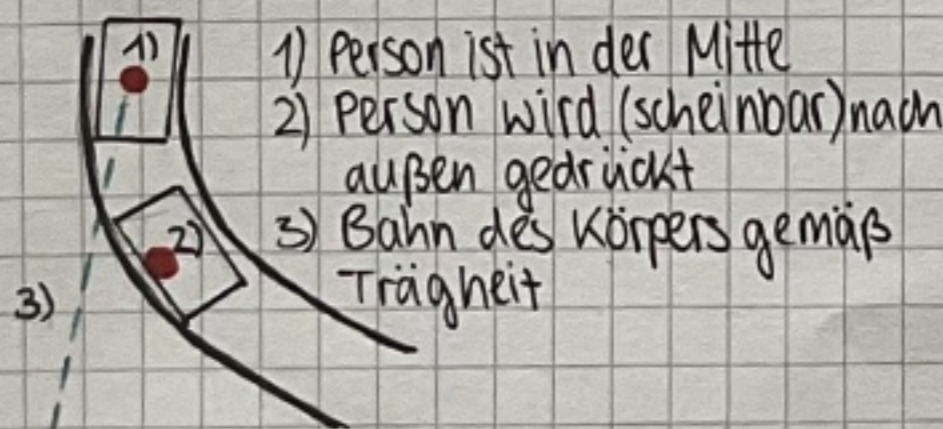 1)
1) Person ist in der Mitte
2) Person wird (scheinbar) nach
außen gedrückt
2)
3) Bahn des Körpers gemäß
Trägheit
3)